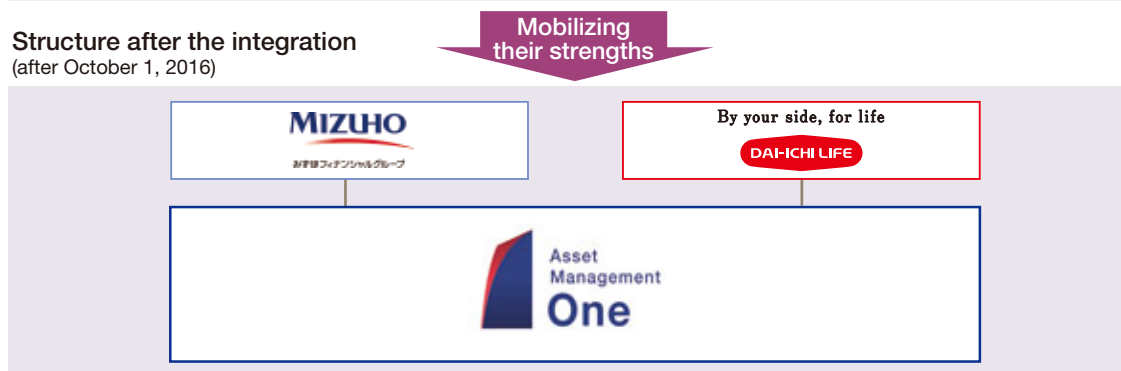 Mobilizing
their strengths
Structure after the integration
(after October 1, 2016)
MIZUHO
みずほフィナンシャルグループ
By your side, for life
DAI-ICHI LIFE
Asset
Management
One